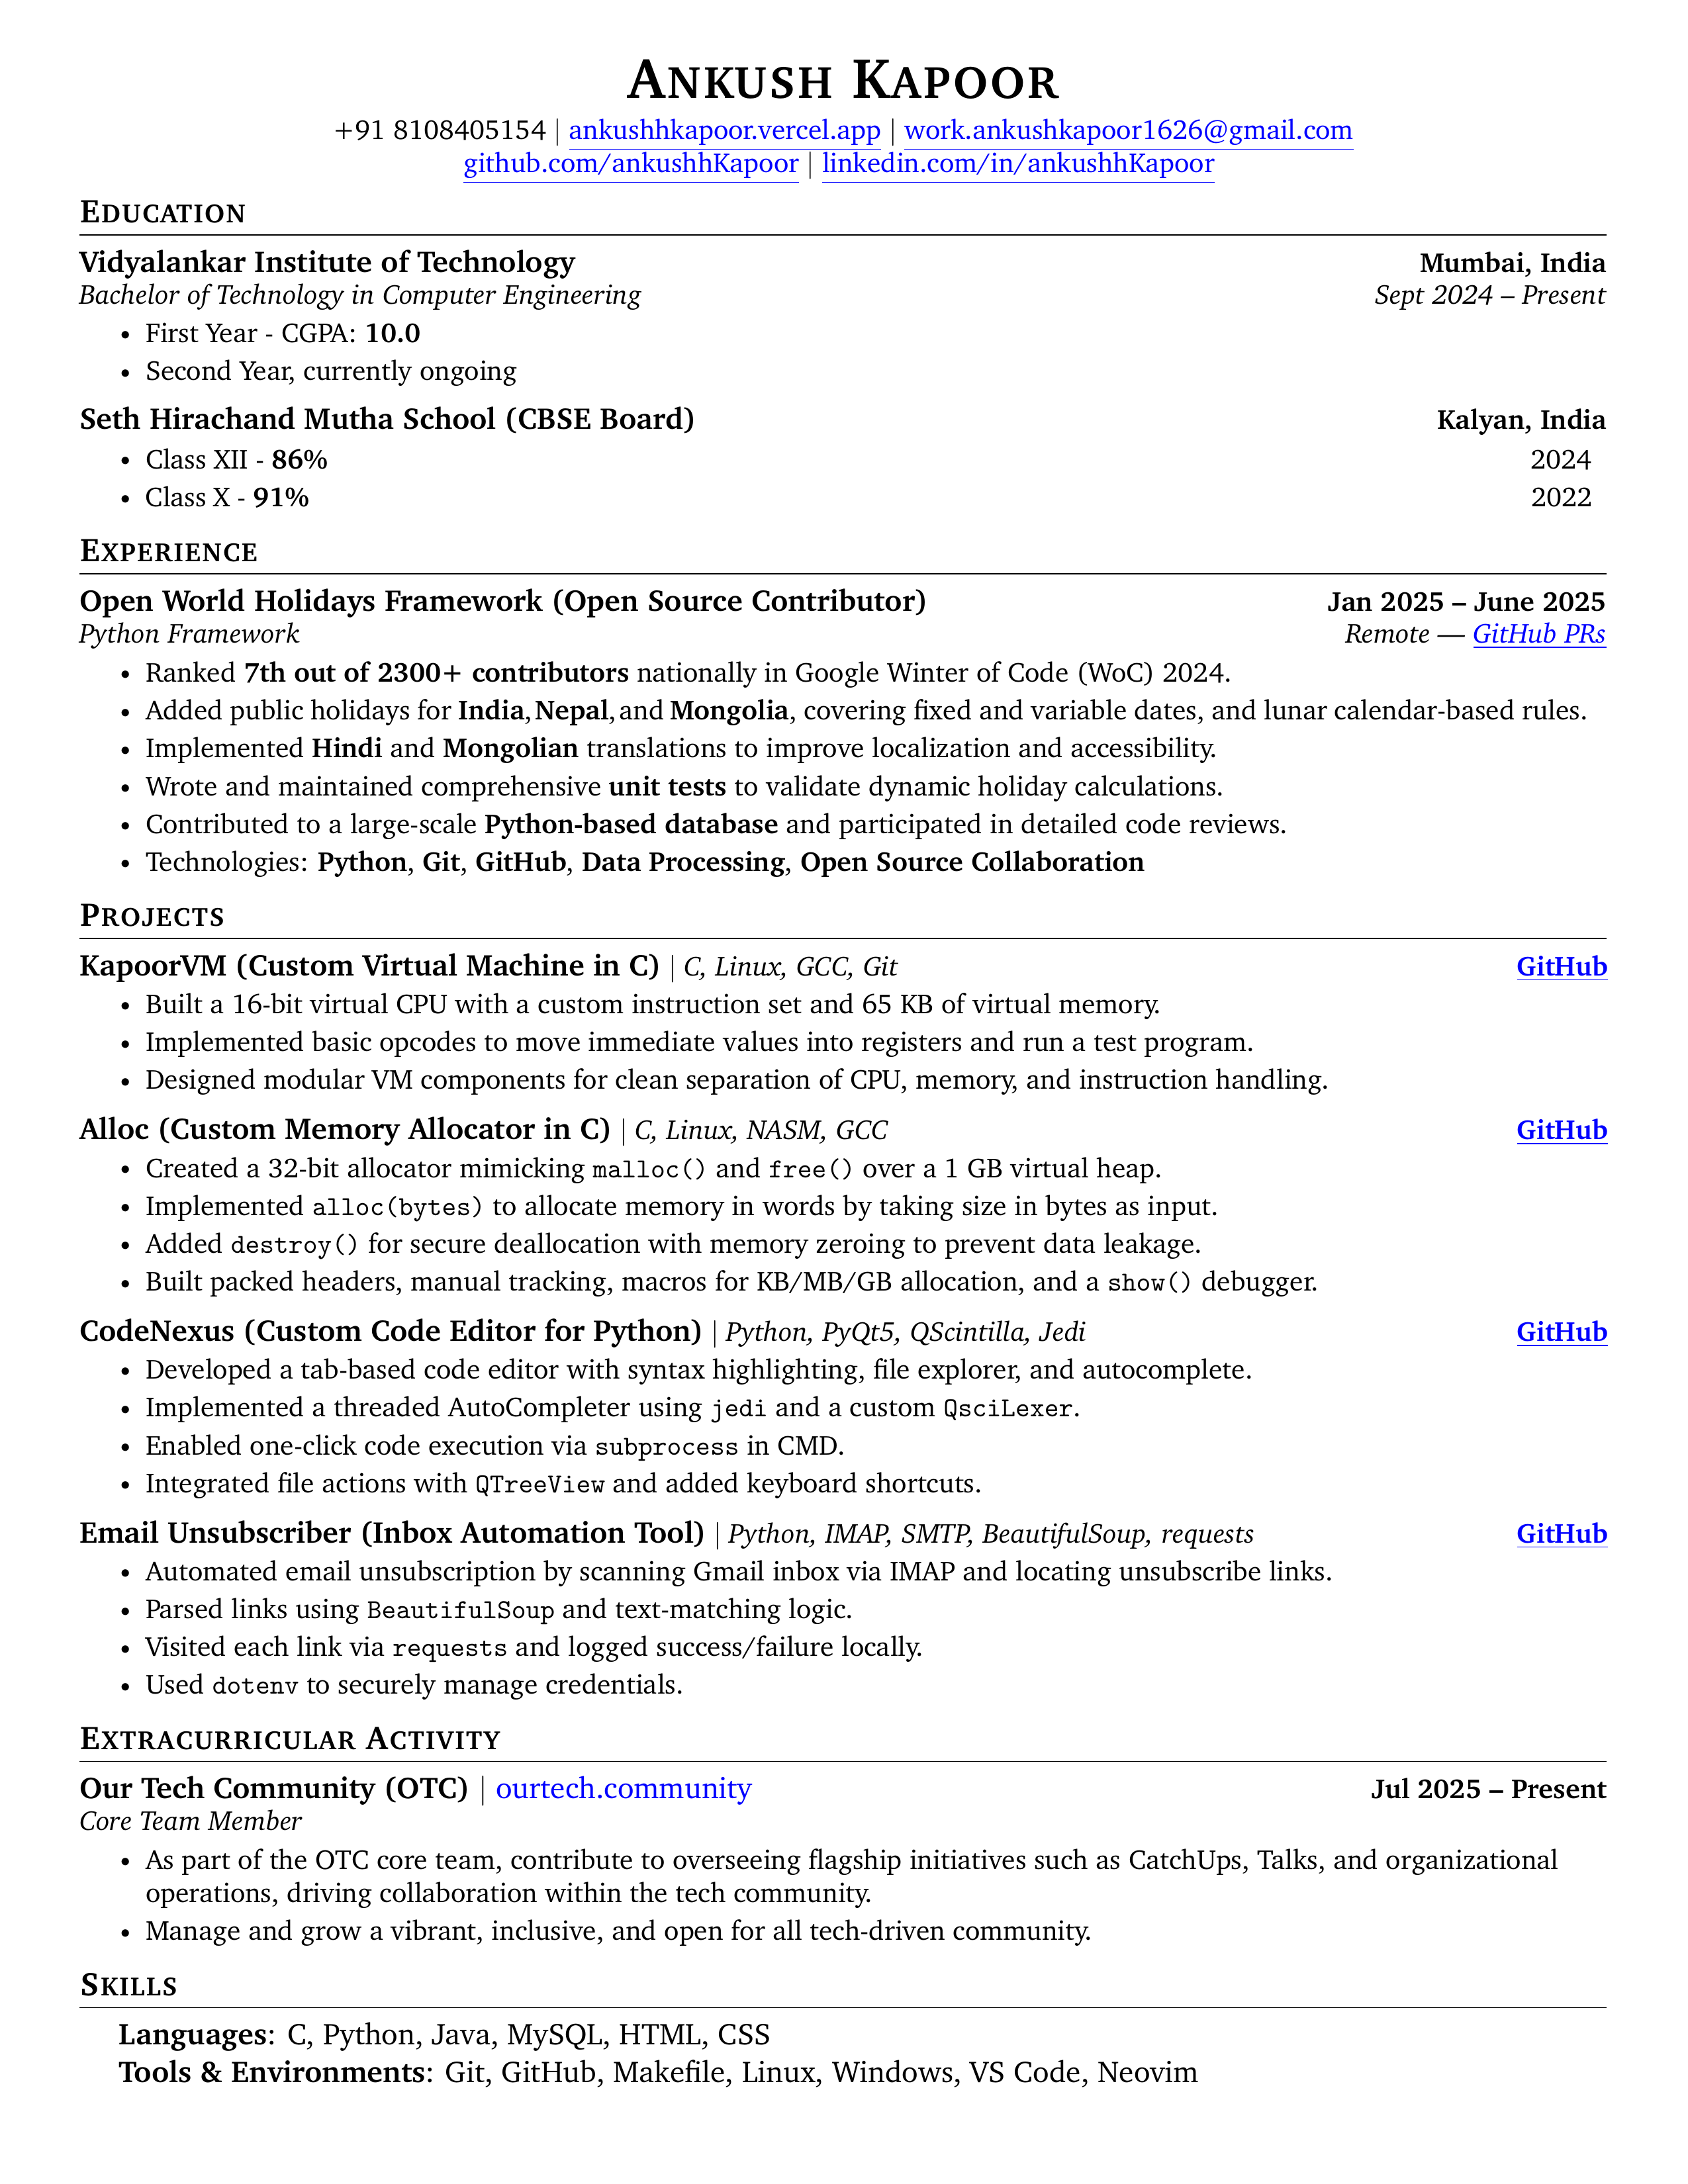 Ankush Kapoor
+91 8108405154 | ankushhkapoor.vercel.app | work.ankushkapoor1626@gmail.com
github.com/ankushhKapoor | linkedin.com/in/ankushhKapoor
Education
Vidyalankar Institute of Technology Mumbai, India
Bachelor of Technology in Computer Engineering Sept 2024 – Present
• First Year - CGPA: 10.0
• Second Year, currently ongoing
Seth Hirachand Mutha School (CBSE Board) Kalyan, India
• Class XII - 86% 2024
• Class X - 91% 2022
Experience
Open World Holidays Framework (Open Source Contributor) Jan 2025 – June 2025
Python Framework Remote — GitHub PRs
• Ranked 7th out of 2300+ contributors nationally in Google Winter of Code (WoC) 2024.
• Added public holidays for India, Nepal, and Mongolia, covering fixed and variable dates, and lunar calendar-based rules.
• Implemented Hindi and Mongolian translations to improve localization and accessibility.
• Wrote and maintained comprehensive unit tests to validate dynamic holiday calculations.
• Contributed to a large-scale Python-based database and participated in detailed code reviews.
• Technologies: Python, Git, GitHub, Data Processing, Open Source Collaboration
Projects
KapoorVM (Custom Virtual Machine in C) | C, Linux, GCC, Git GitHub
• Built a 16-bit virtual CPU with a custom instruction set and 65 KB of virtual memory.
• Implemented basic opcodes to move immediate values into registers and run a test program.
• Designed modular VM components for clean separation of CPU, memory, and instruction handling.
Alloc (Custom Memory Allocator in C) | C, Linux, NASM, GCC GitHub
• Created a 32-bit allocator mimicking malloc() and free() over a 1 GB virtual heap.
• Implemented alloc(bytes) to allocate memory in words by taking size in bytes as input.
• Added destroy() for secure deallocation with memory zeroing to prevent data leakage.
• Built packed headers, manual tracking, macros for KB/MB/GB allocation, and a show() debugger.
CodeNexus (Custom Code Editor for Python) | Python, PyQt5, QScintilla, Jedi GitHub
• Developed a tab-based code editor with syntax highlighting, file explorer, and autocomplete.
• Implemented a threaded AutoCompleter using jedi and a custom QsciLexer.
• Enabled one-click code execution via subprocess in CMD.
• Integrated file actions with QTreeView and added keyboard shortcuts.
Email Unsubscriber (Inbox Automation Tool) | Python, IMAP, SMTP, BeautifulSoup, requests GitHub
• Automated email unsubscription by scanning Gmail inbox via IMAP and locating unsubscribe links.
• Parsed links using BeautifulSoup and text-matching logic.
• Visited each link via requests and logged success/failure locally.
• Used dotenv to securely manage credentials.
Extracurricular Activity
Our Tech Community (OTC) | ourtech.community Jul 2025 – Present
Core Team Member
• As part of the OTC core team, contribute to overseeing flagship initiatives such as CatchUps, Talks, and organizational
operations, driving collaboration within the tech community.
• Manage and grow a vibrant, inclusive, and open for all tech-driven community.
Skills
Languages: C, Python, Java, MySQL, HTML, CSS
Tools & Environments: Git, GitHub, Makefile, Linux, Windows, VS Code, Neovim